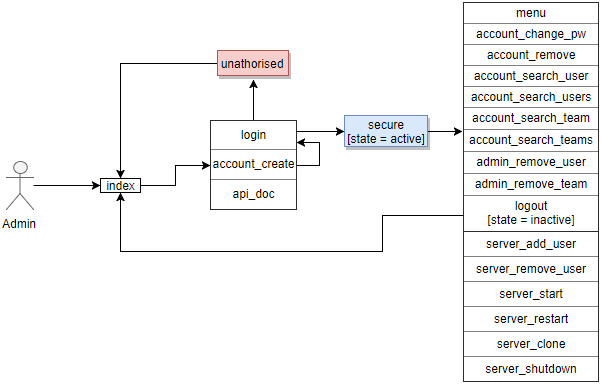 menu
account_change_pw
account_remove
account_search_user
account_search_users
account_search_team
account_search_teams
admin_remove_user
admin_remove_team
logout
[state = inactive]
server_add_user
server_remove_user
server_start
server_restart
server_clone
server_shutdown
unathorised
secure
[state = active]
login
account_create
api_doc
index
Admin